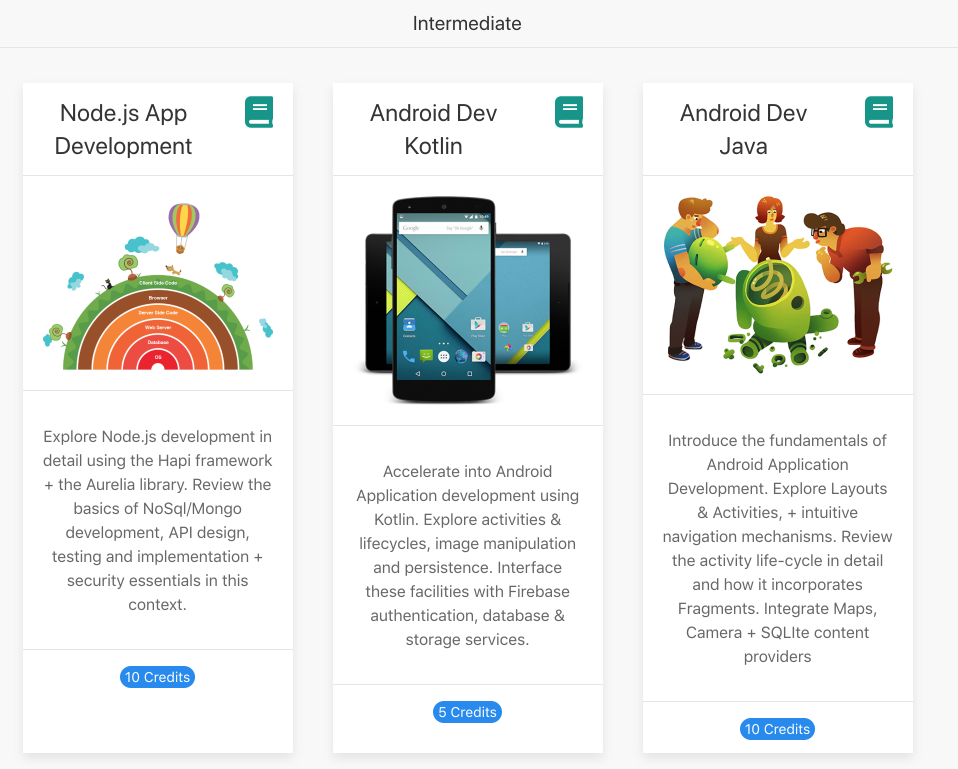 Intermediate
Node.js App
Development
Client Side Code
Browser
Server Side Code
Web Server
Database
OS
Explore Node.js development in
detail using the Hapi framework
+ the Aurelia library. Review the
basics of NoSql/Mongo
development, API design,
testing and implementation +
security essentials in this
context.
10 Credits
Android Dev
Kotlin
Google
Accelerate into Android
Application development using
Kotlin. Explore activities &
lifecycles, image manipulation
and persistence. Interface
these facilities with Firebase
authentication, database &
storage services.
5 Credits
Android Dev
Java
Introduce the fundamentals of
Android Application
Development. Explore Layouts
& Activities, + intuitive
navigation mechanisms. Review
the activity life-cycle in detail
and how it incorporates
Fragments. Integrate Maps,
Camera + SQLIte content
providers
10 Credits